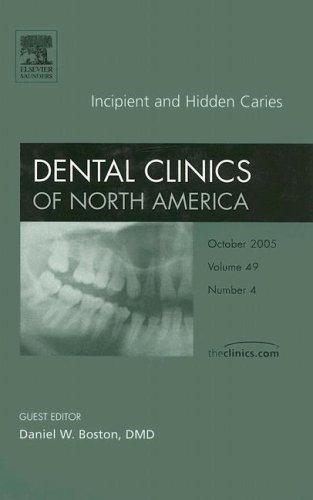 ELSEVIER
SAUNDERS
Incipient and Hidden Caries
DENTAL CLINICS
OF NORTH AMERICA
October 2005
Volume 49
Number 4
theclinics.com
GUEST EDITOR
Daniel W. Boston, DMD